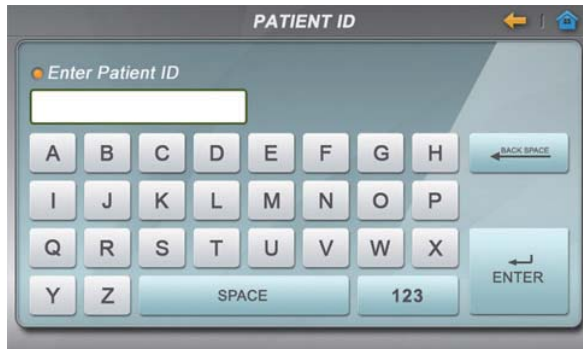 PATIENT ID
Enter Patient ID
A B C D E F G H BACK SPACE
I J K L M N O P
Q R S T U V W X ENTER
Y Z SPACE 123